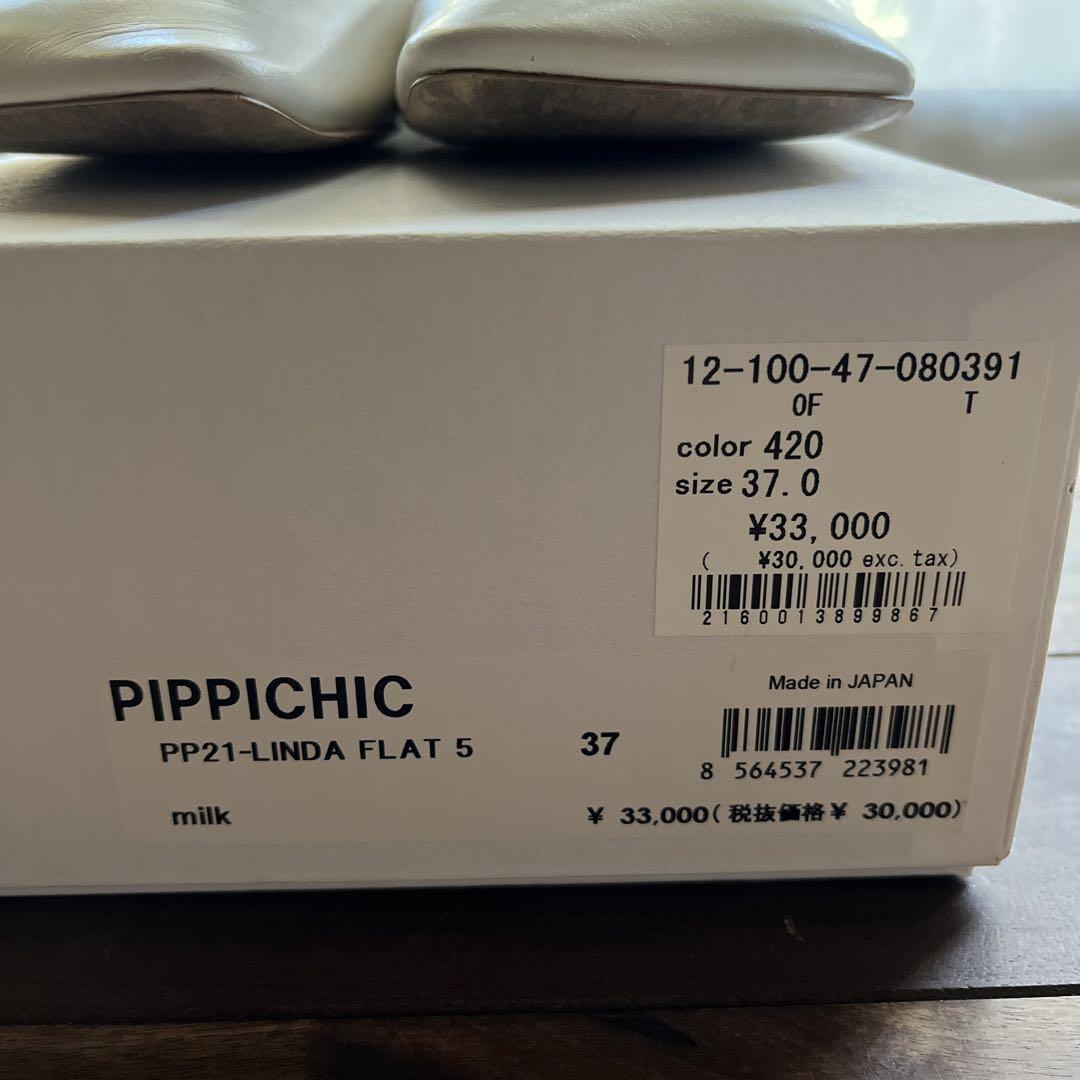 12-100-47-080391
OF T
color 420
size 37.0
¥33,000
( ¥30,000 exc. tax)
2160013899867
PIPPICHIC
Made in JAPAN
PP21-LINDA FLAT 5
37
8 564537 223981
milk
¥ 33,000(税抜価格¥ 30,000)